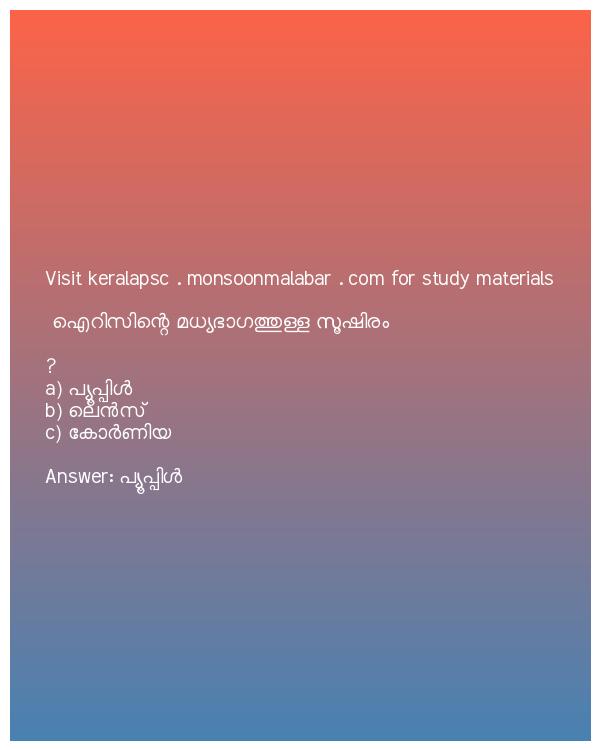 Visit keralapsc . monsoonmalabar . com for study materials
ഐറിസിന്റെ മധ്യഭാഗത്തുള്ള സൂഷിരം
?
a) പ്യൂപ്പിൾ
b) ലെൻസ്
c) കോർണിയ
Answer: പ്യൂപ്പിൾ